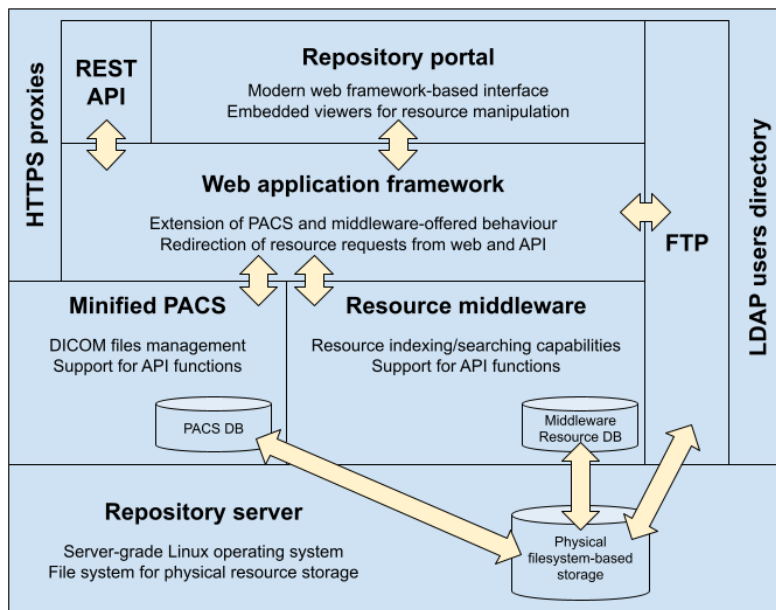 HTTPS proxies
REST
API
Repository portal
Modern web framework-based interface
Embedded viewers for resource manipulation
Web application framework
Extension of PACS and middleware-offered behaviour
Redirection of resource requests from web and API
FTP
LDAP users directory
Minified PACS
DICOM files management
Support for API functions
PACS DB
Resource middleware
Resource indexing/searching capabilities
Support for API functions
Middleware
Resource DB
Repository server
Server-grade Linux operating system
File system for physical resource storage
Physical
filesystem-based
storage